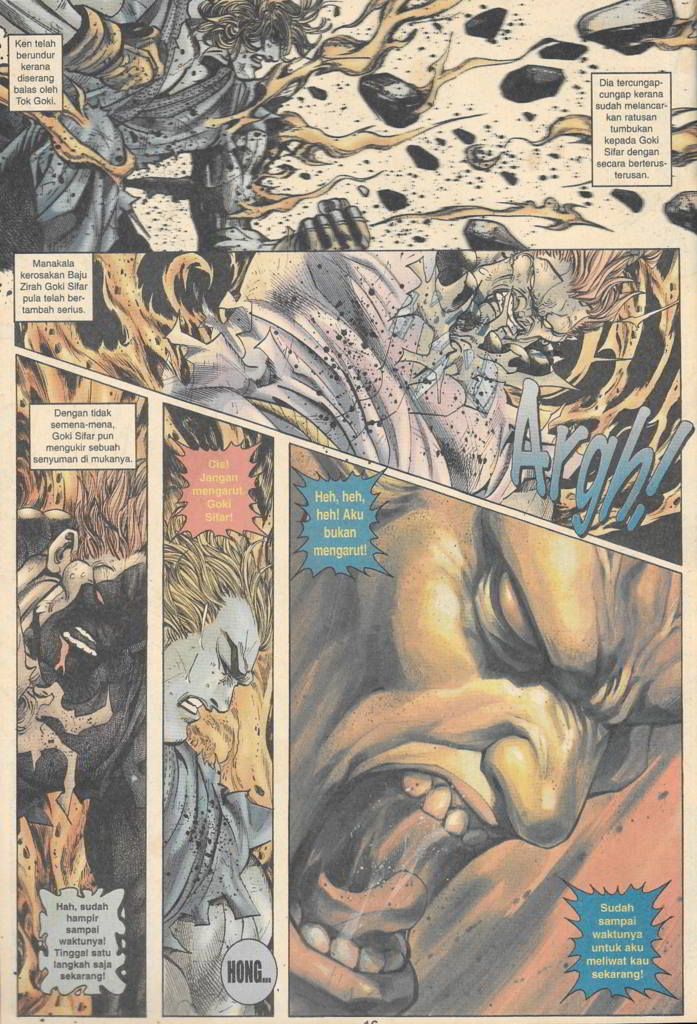 Ken telah
berundur
kerana
diserang
balas oleh
Tok Goki.
Dia tercungap-
cungap kerana
sudah melancar-
kan ratusan
tumbukan
kepada Goki
Sifar dengan
secara berterus-
terusan.
Manakala
kerosakan Baju
Zirah Goki Sifar
pula telah ber-
tambah serius.
Argh!!
Dengan tidak
semena-mena,
Goki Sifar pun
mengukir sebuah
senyuman di mukanya.
Hah, sudah
hampir
sampai
waktunya!
Tinggal satu
langkah saja
sekarang!
Cis!
Jangan
mengarut
Goki
Sifar!
HONG...
Heh, heh,
heh! Aku
bukan
mengarut!
Sudah
sampai
waktunya
untuk aku
meliwat kau
sekarang!